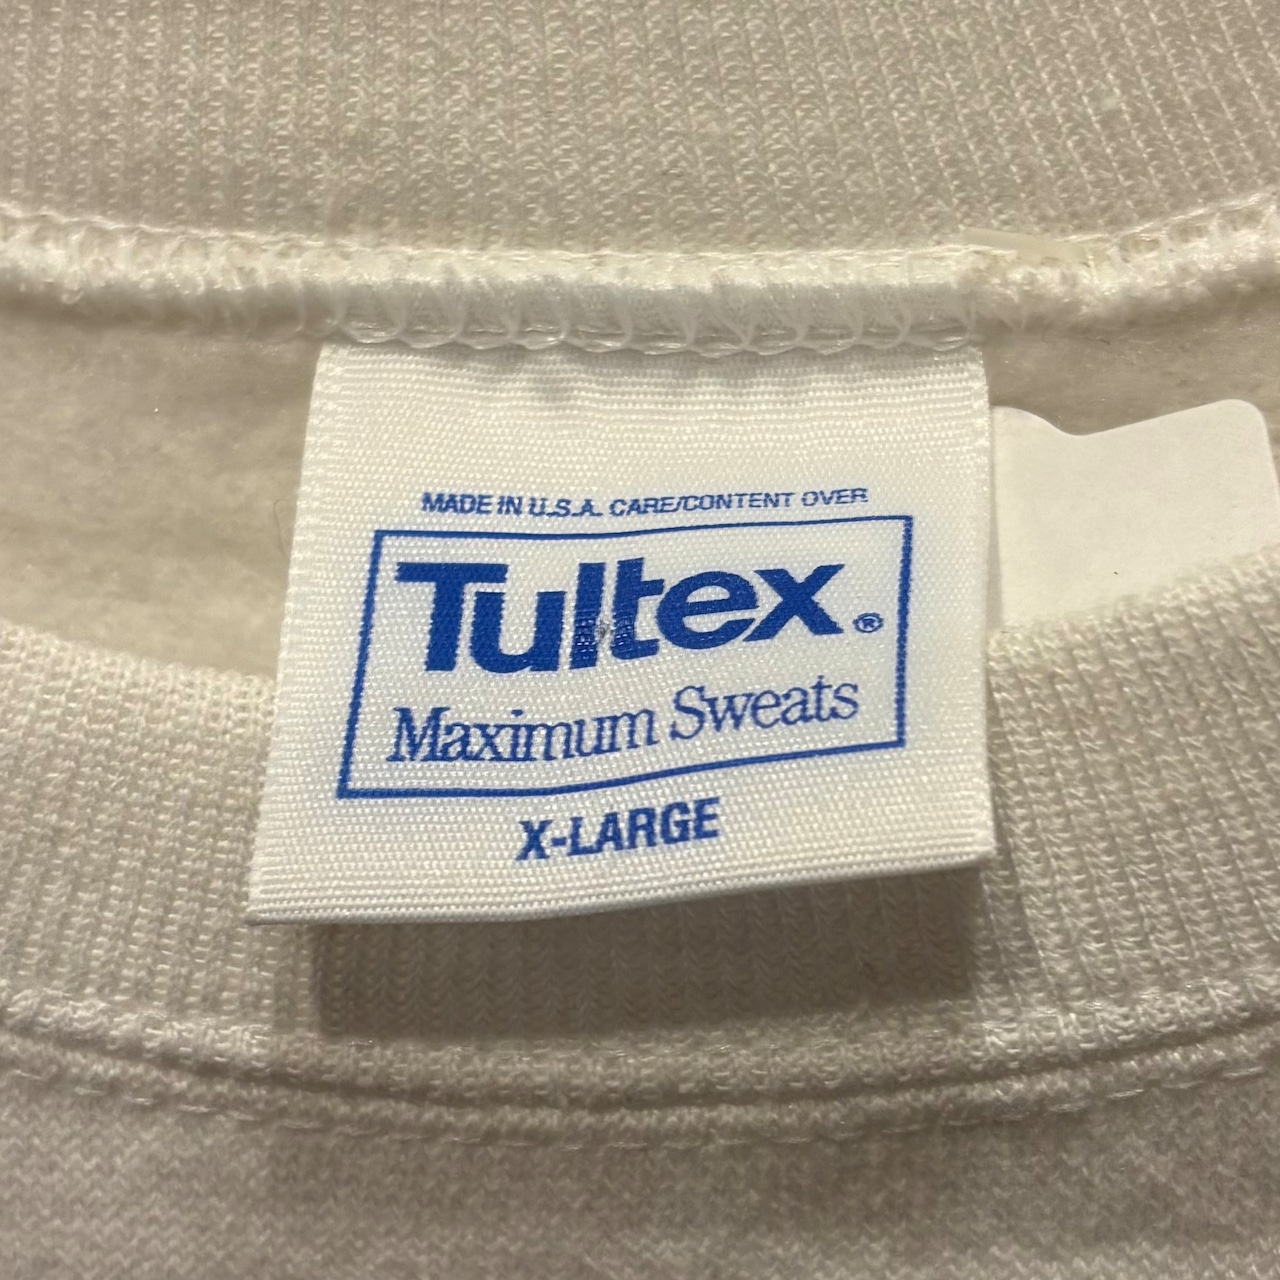 MADE IN U.S.A. CARE/CONTENT OVER
Tultex®
Maximum Sweats
X-LARGE